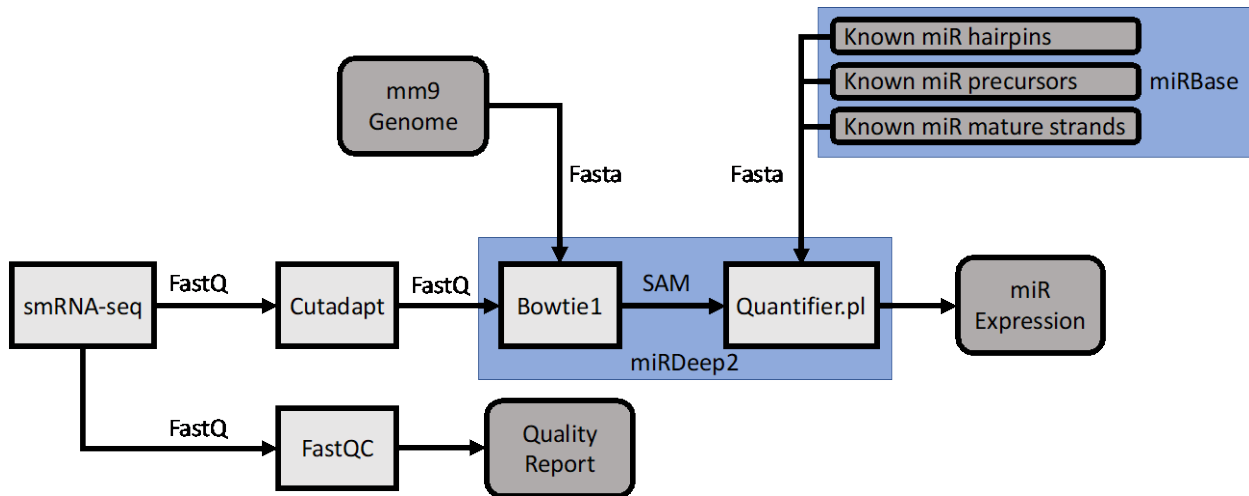 Known miR hairpins
Known miR precursors
Known miR mature strands
miRBase
mm9
Genome
Fasta
Fasta
smRNA-seq
FastQ
Cutadapt
FastQ
Bowtie1
SAM
Quantifier.pl
miRDeep2
miR
Expression
FastQ
FastQC
Quality
Report